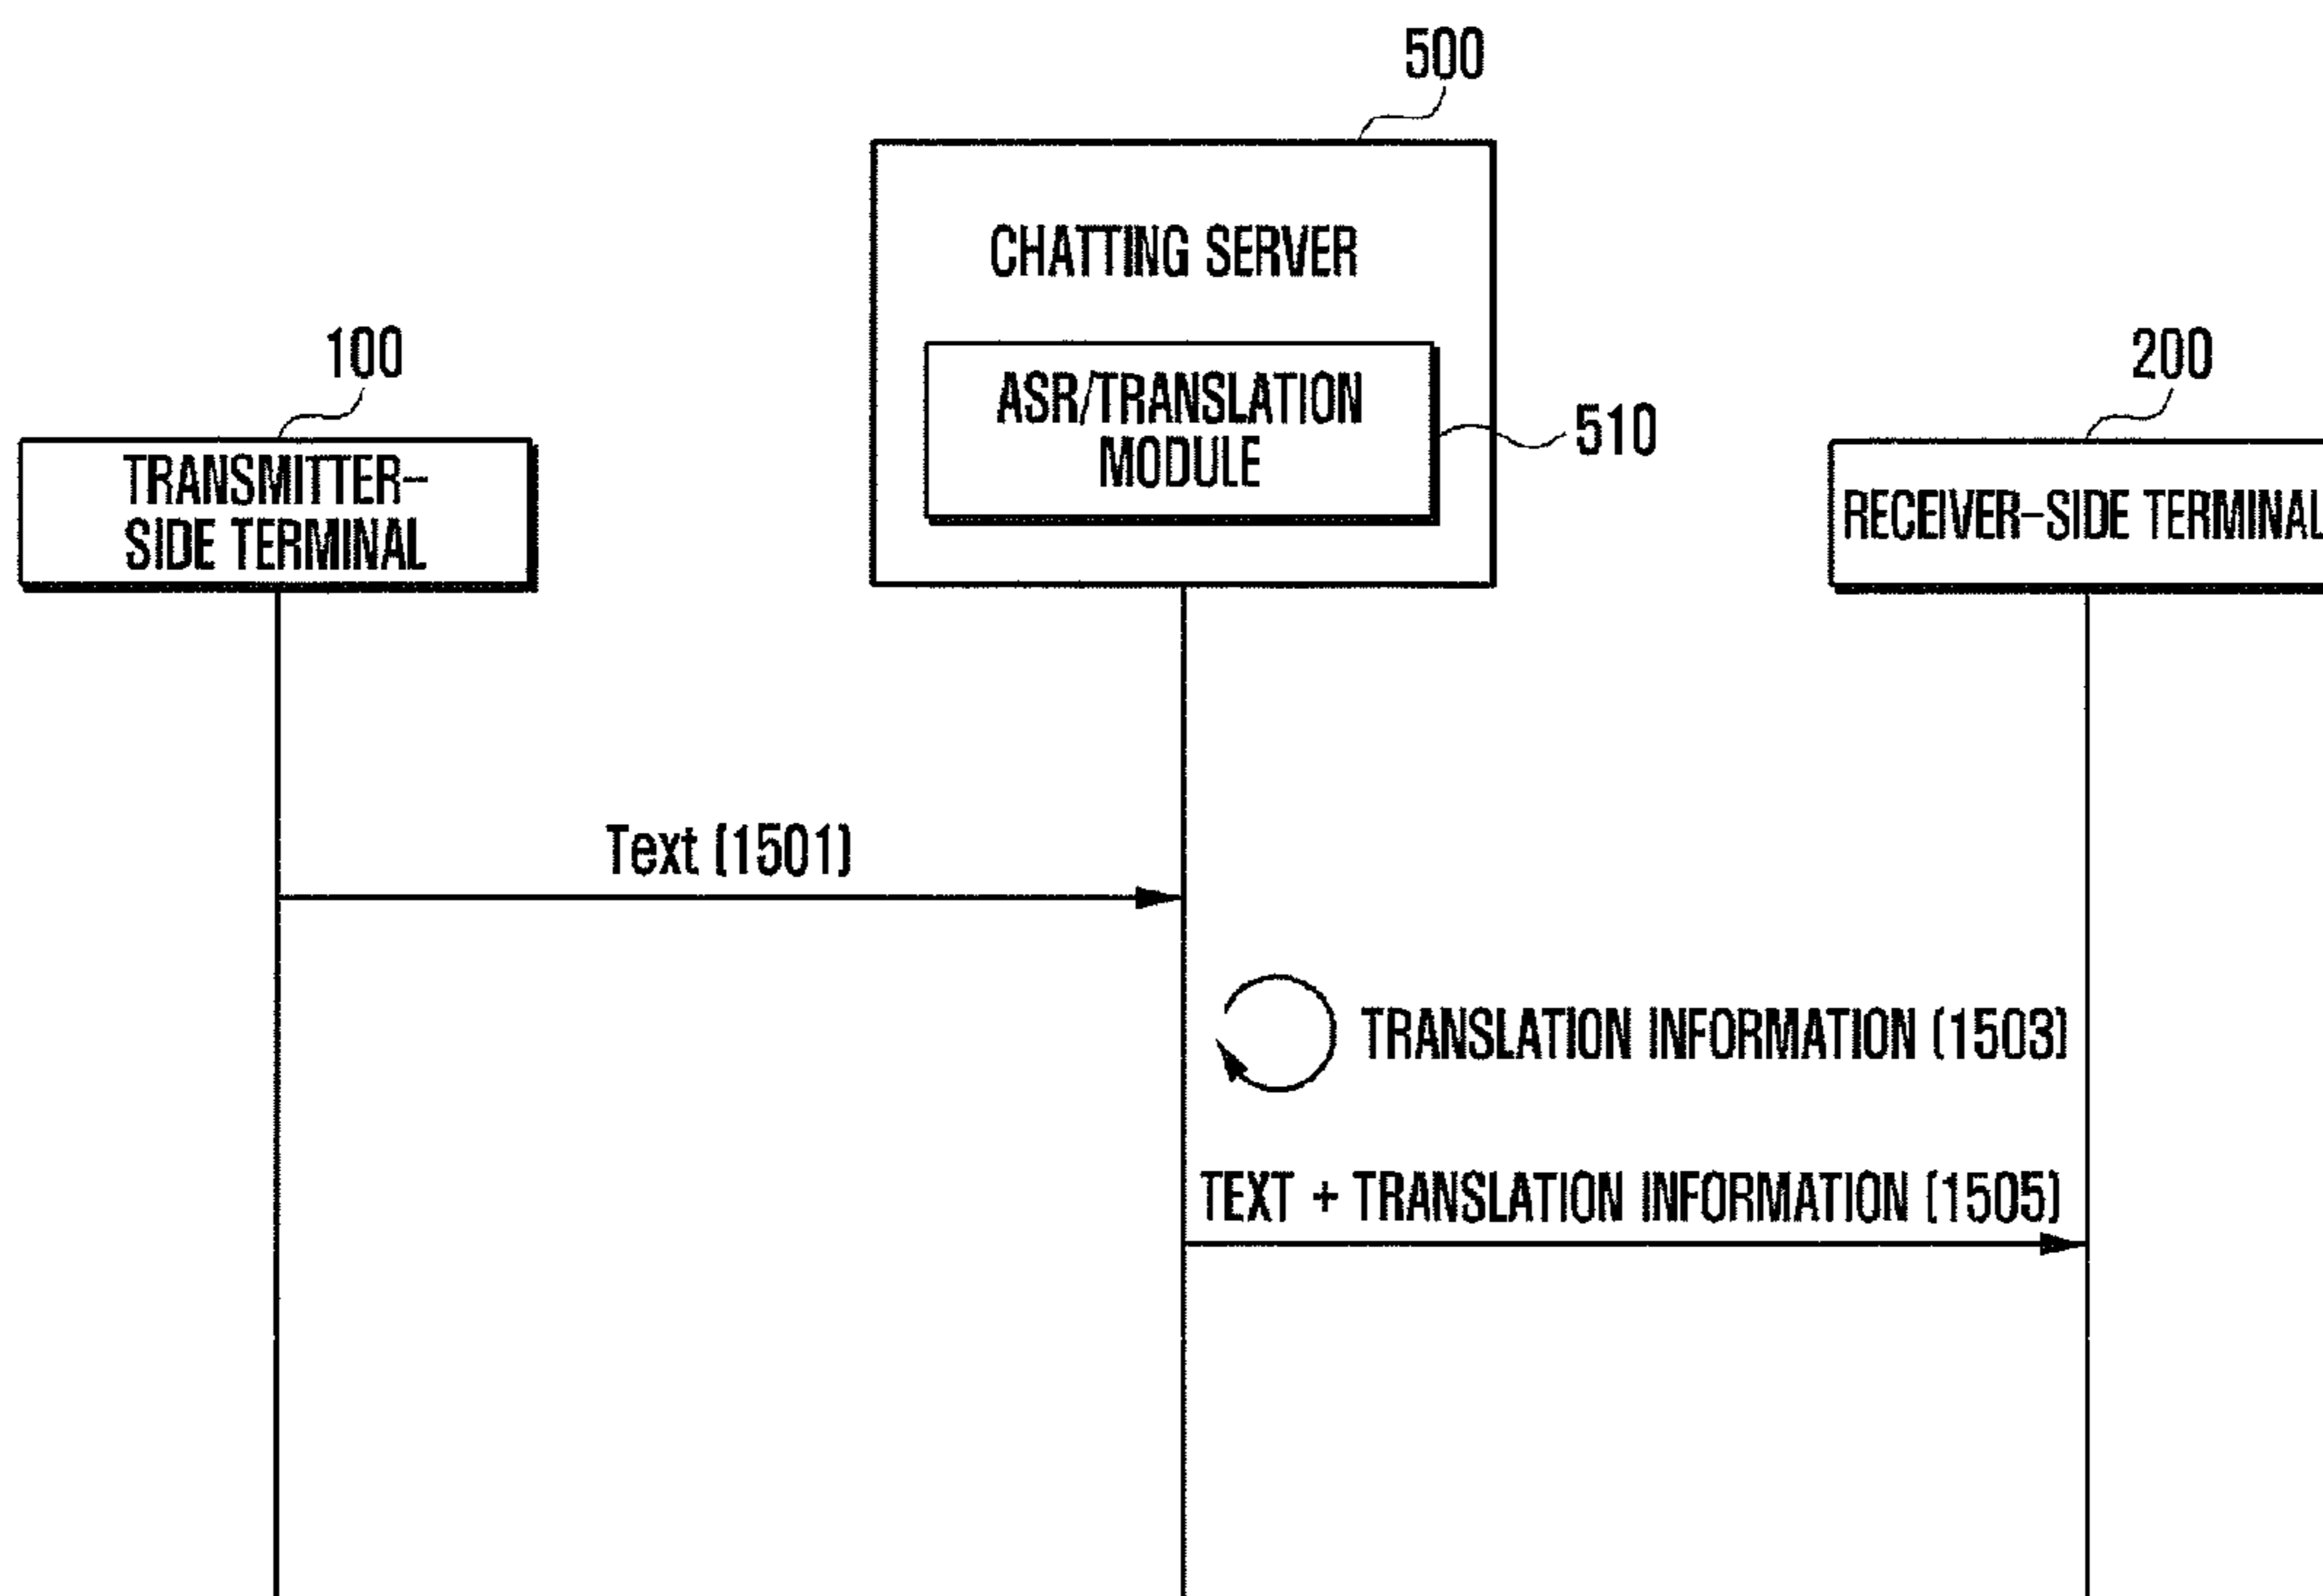 500
CHATTING SERVER
100
ASR/TRANSLATION
MODULE
510
200
TRANSMITTER-
SIDE TERMINAL
RECEIVER-SIDE TERMINAL
Text (1501)
TRANSLATION INFORMATION (1503)
TEXT + TRANSLATION INFORMATION (1505)